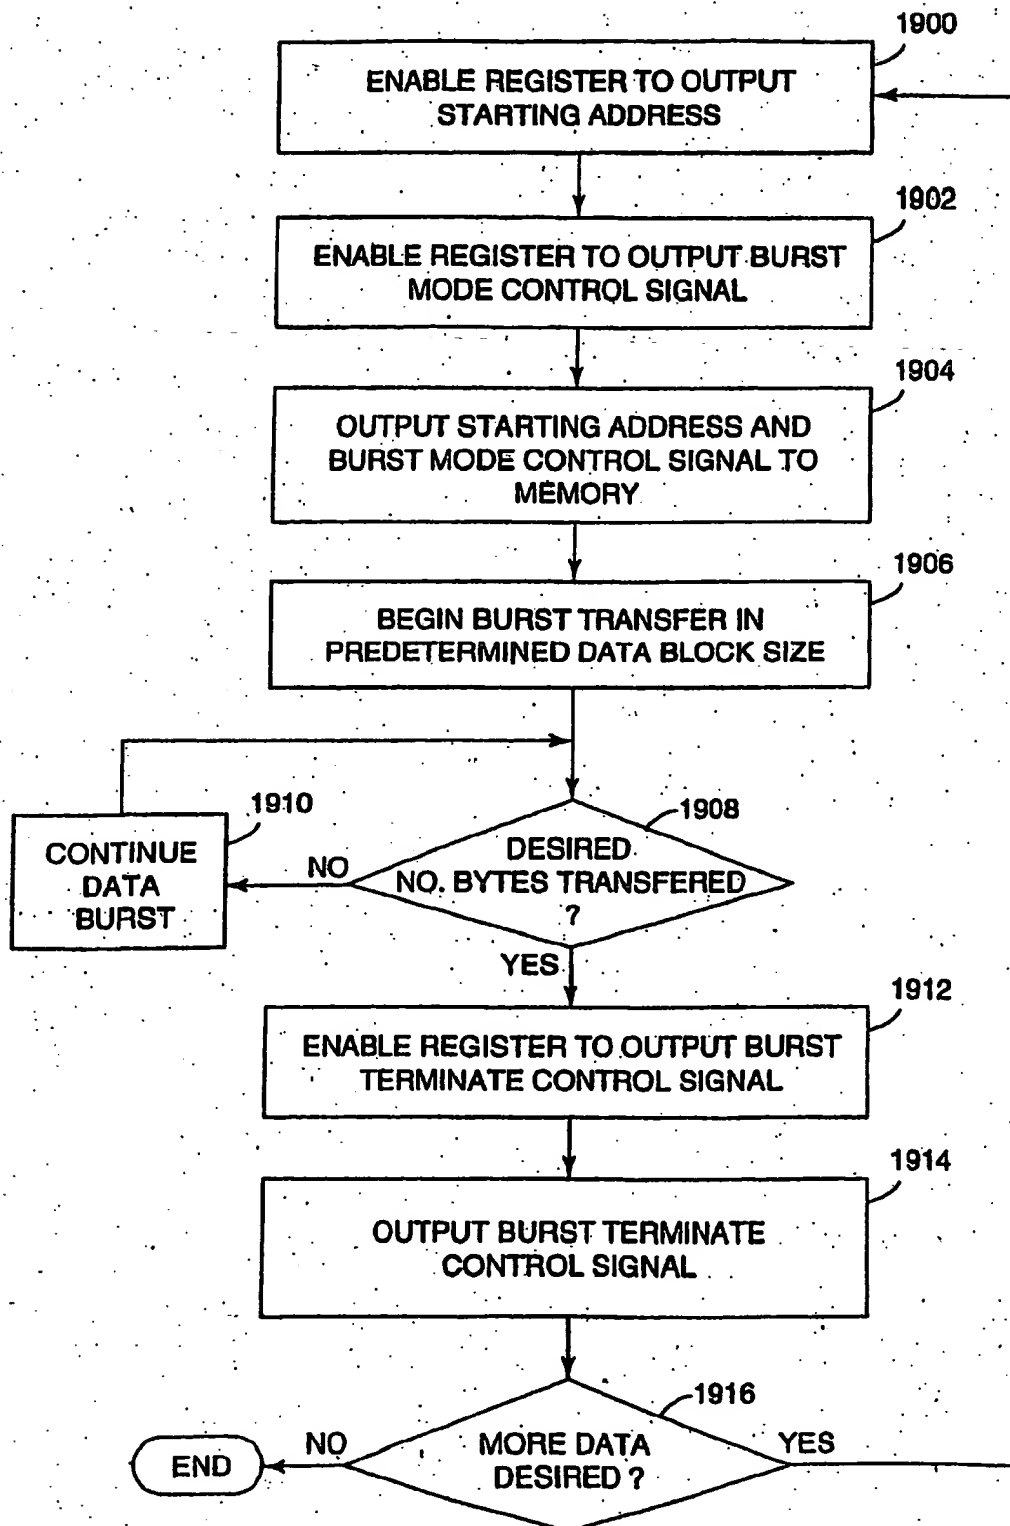 1900
ENABLE REGISTER TO OUTPUT
STARTING ADDRESS
1902
ENABLE REGISTER TO OUTPUT BURST
MODE CONTROL SIGNAL
1904
OUTPUT STARTING ADDRESS AND
BURST MODE CONTROL SIGNAL TO
MEMORY
1906
BEGIN BURST TRANSFER IN
PREDETERMINED DATA BLOCK SIZE
1908
DESIRED
NO. BYTES TRANSFERED
?
NO
1910
CONTINUE
DATA
BURST
YES
1912
ENABLE REGISTER TO OUTPUT BURST
TERMINATE CONTROL SIGNAL
1914
OUTPUT BURST TERMINATE
CONTROL SIGNAL
1916
MORE DATA
DESIRED ?
NO
YES
END